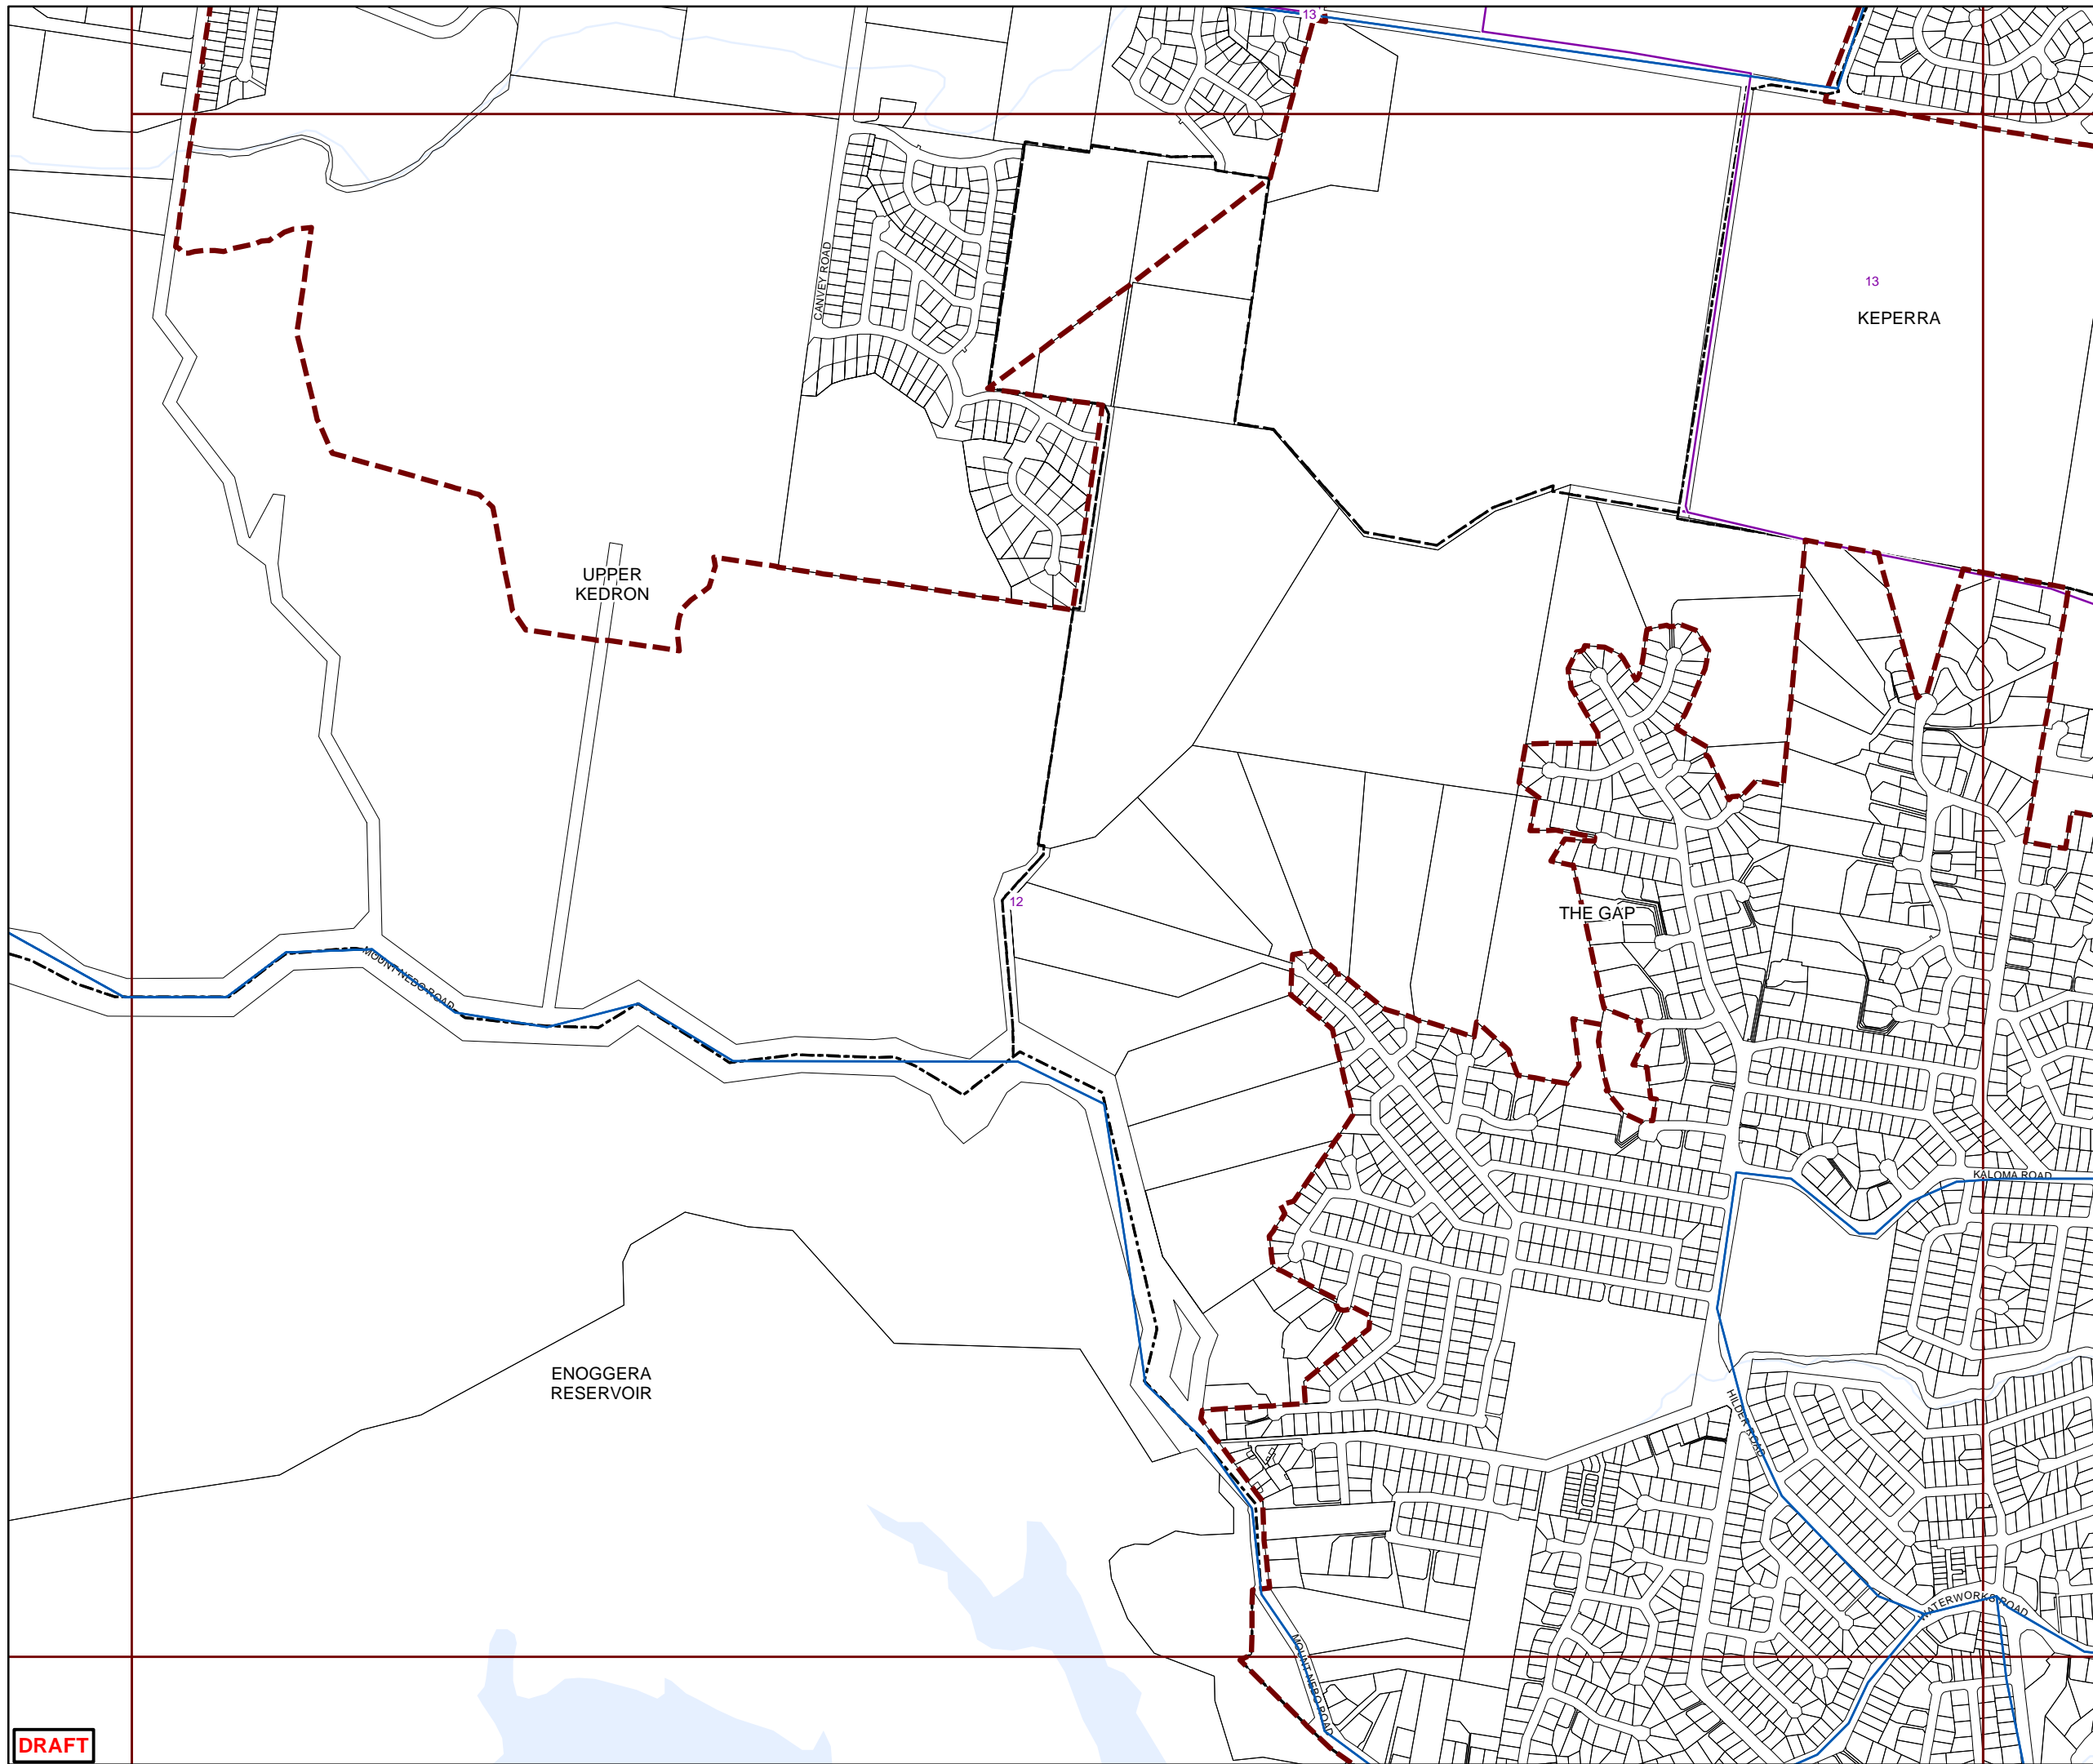 13
CANVEY ROAD
13
KEPERRA
UPPER
KEDRON
12
THE GAP
MOUNT NEBO ROAD
KALOMA ROAD
ENOGGERA
RESERVOIR
HILDER ROAD
WATERWORKS ROAD
MOUNT NEBO ROAD
DRAFT